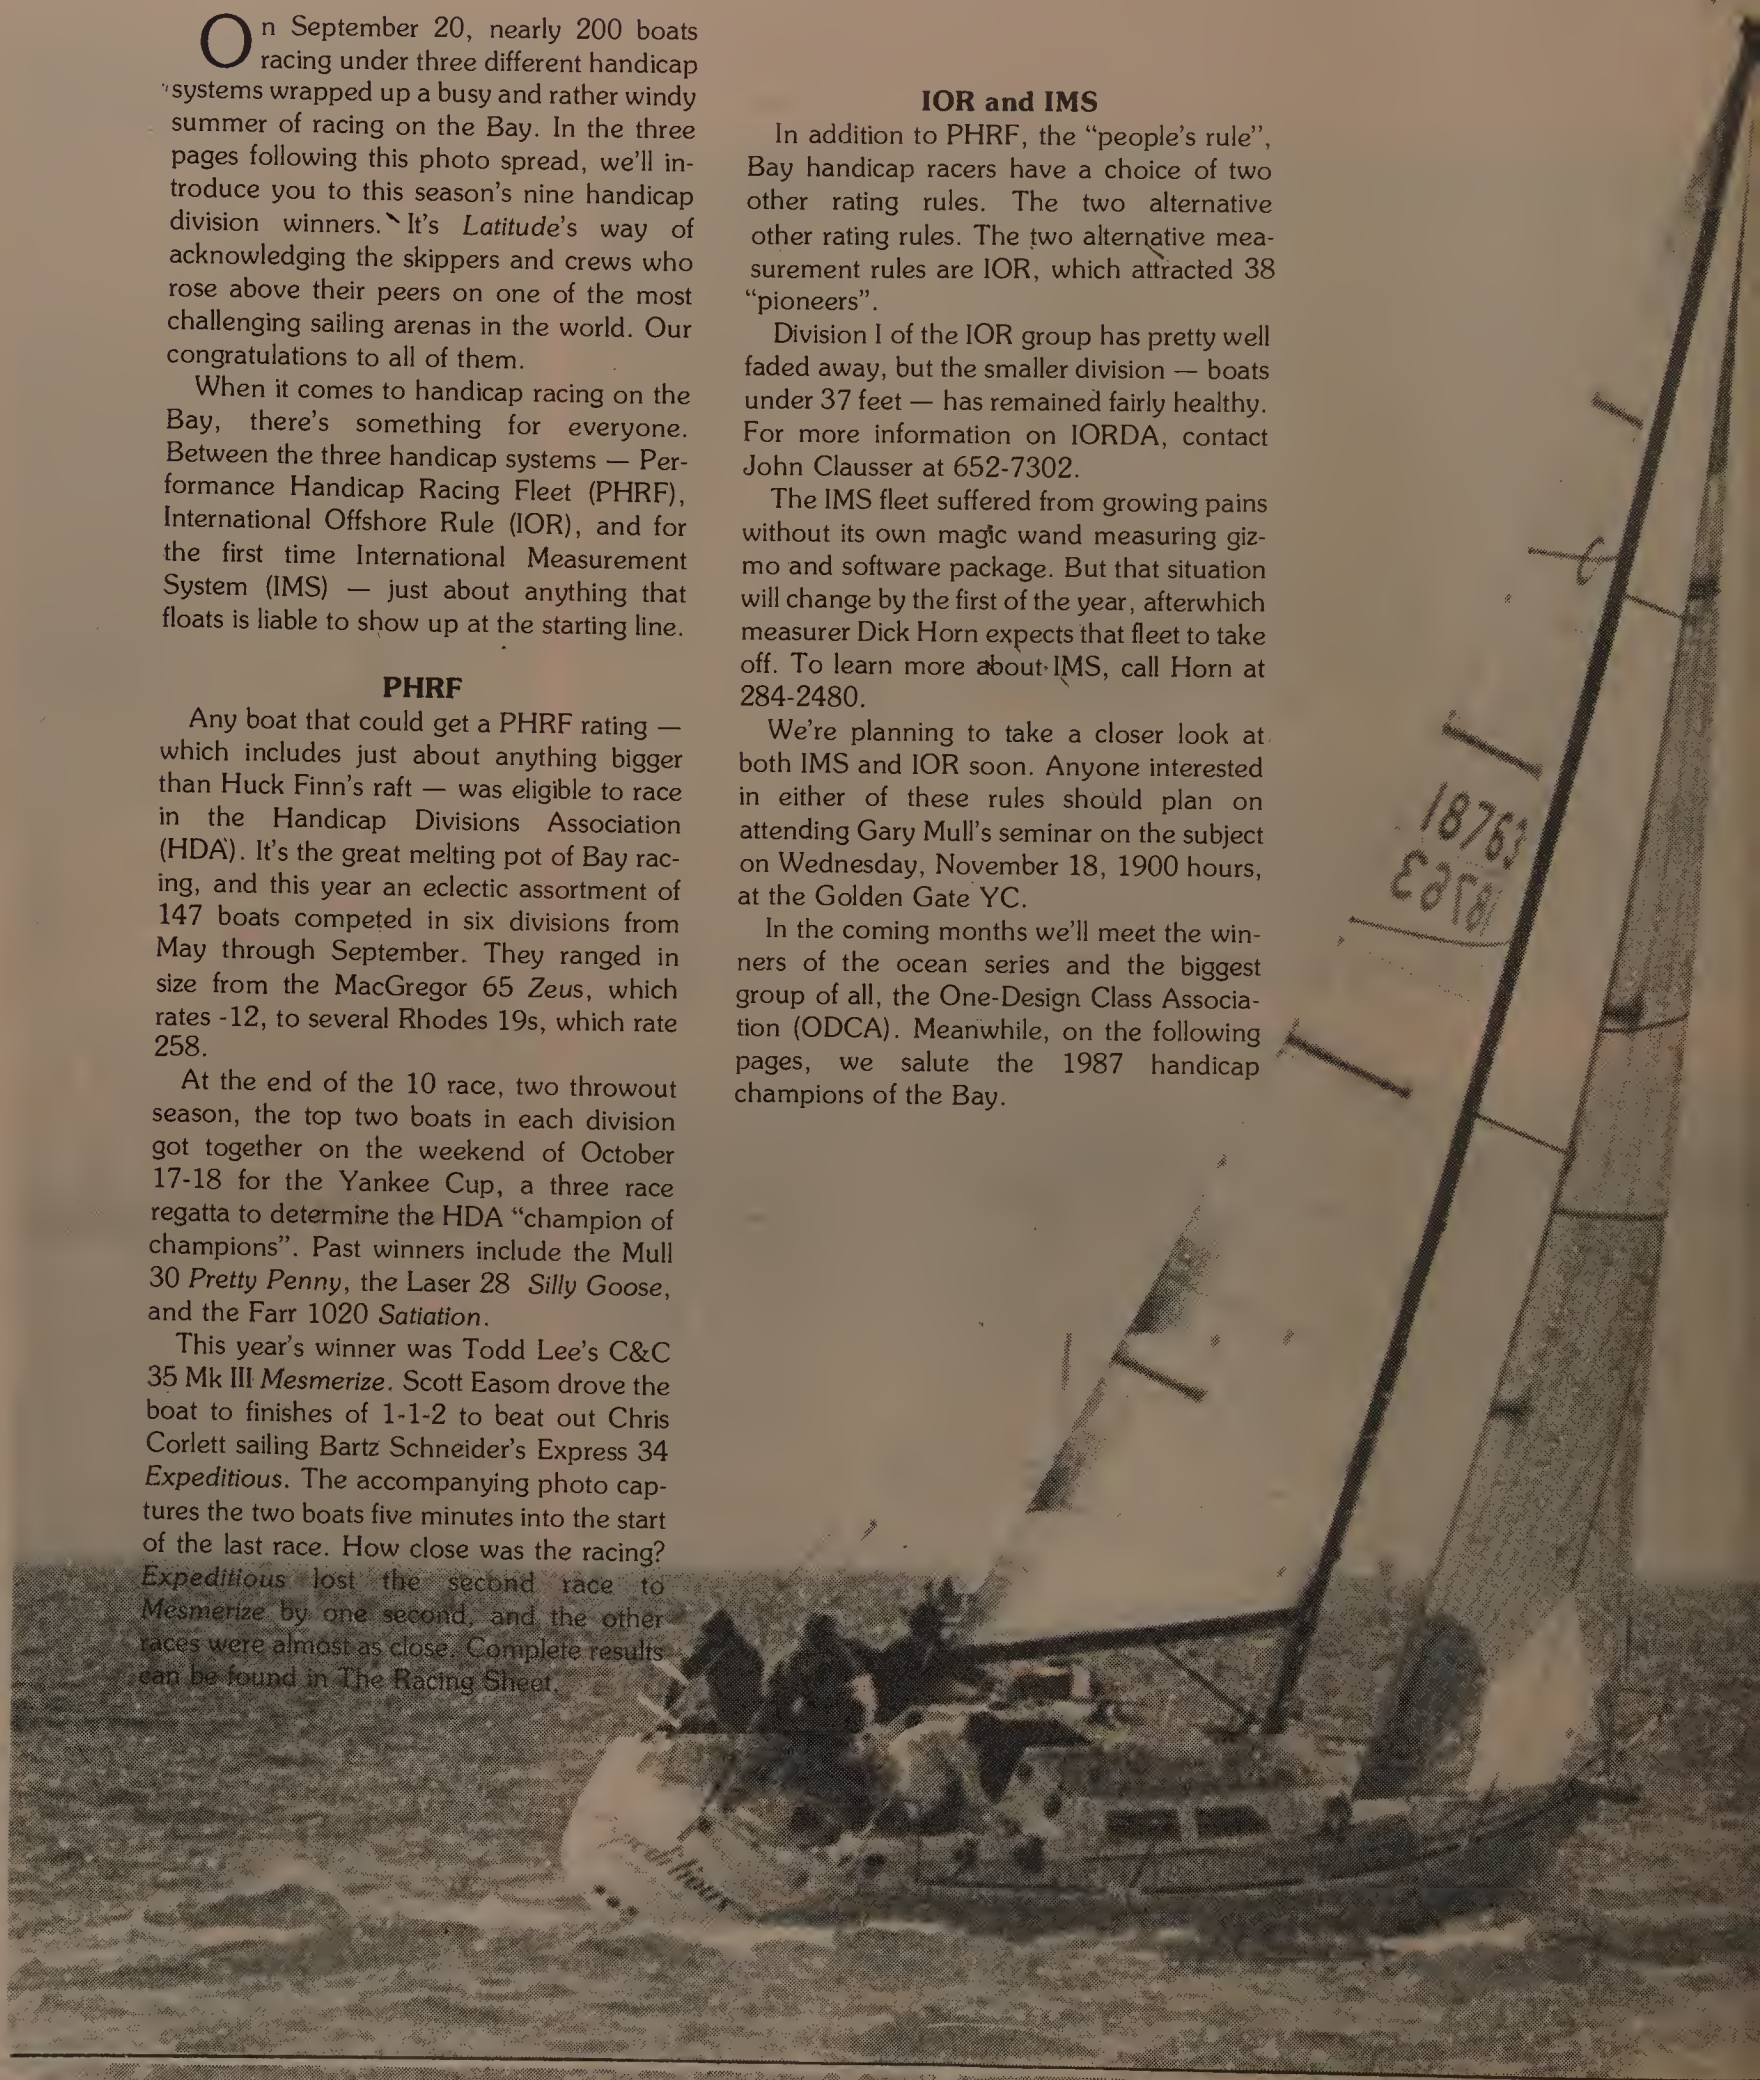 On September 20, nearly 200 boats
racing under three different handicap
systems wrapped up a busy and rather windy
summer of racing on the Bay. In the three
pages following this photo spread, we'll in-
troduce you to this season's nine handicap
division winners. It's Latitude's way of
acknowledging the skippers and crews who
rose above their peers on one of the most
challenging sailing arenas in the world. Our
congratulations to all of them.
When it comes to handicap racing on the
Bay, there's something for everyone.
Between the three handicap systems — Per-
formance Handicap Racing Fleet (PHRF),
International Offshore Rule (IOR), and for
the first time International Measurement
System (IMS) — just about anything that
floats is liable to show up at the starting line.
PHRF
Any boat that could get a PHRF rating —
which includes just about anything bigger
than Huck Finn's raft — was eligible to race
in the Handicap Divisions Association
(HDA). It's the great melting pot of Bay rac-
ing, and this year an eclectic assortment of
147 boats competed in six divisions from
May through September. They ranged in
size from the MacGregor 65 Zeus, which
rates -12, to several Rhodes 19s, which rate
258.
At the end of the 10 race, two throwout
season, the top two boats in each division
got together on the weekend of October
17-18 for the Yankee Cup, a three race
regatta to determine the HDA "champion of
champions". Past winners include the Mull
30 Pretty Penny, the Laser 28 Silly Goose,
and the Farr 1020 Satiation.
This year's winner was Todd Lee's C&C
35 Mk III Mesmerize. Scott Easom drove the
boat to finishes of 1-1-2 to beat out Chris
Corlett sailing Bartz Schneider's Express 34
Expeditious. The accompanying photo cap-
tures the two boats five minutes into the start
of the last race. How close was the racing?
Expeditious lost the second race to
Mesmerize by one second, and the other
races were almost as close. Complete results
can be found in The Racing Sheet.
IOR and IMS
In addition to PHRF, the "people's rule",
Bay handicap racers have a choice of two
other rating rules. The two alternative
other rating rules. The two alternative mea-
surement rules are IOR, which attracted 38
"pioneers".
Division I of the IOR group has pretty well
faded away, but the smaller division — boats
under 37 feet — has remained fairly healthy.
For more information on IORDA, contact
John Clausser at 652-7302.
The IMS fleet suffered from growing pains
without its own magic wand measuring giz-
mo and software package. But that situation
will change by the first of the year, afterwhich
measurer Dick Horn expects that fleet to take
off. To learn more about IMS, call Horn at
284-2480.
We're planning to take a closer look at
both IMS and IOR soon. Anyone interested
in either of these rules should plan on
attending Gary Mull's seminar on the subject
on Wednesday, November 18, 1900 hours,
at the Golden Gate YC.
In the coming months we'll meet the win-
ners of the ocean series and the biggest
group of all, the One-Design Class Associa-
tion (ODCA). Meanwhile, on the following
pages, we salute the 1987 handicap
champions of the Bay.
18763
18763